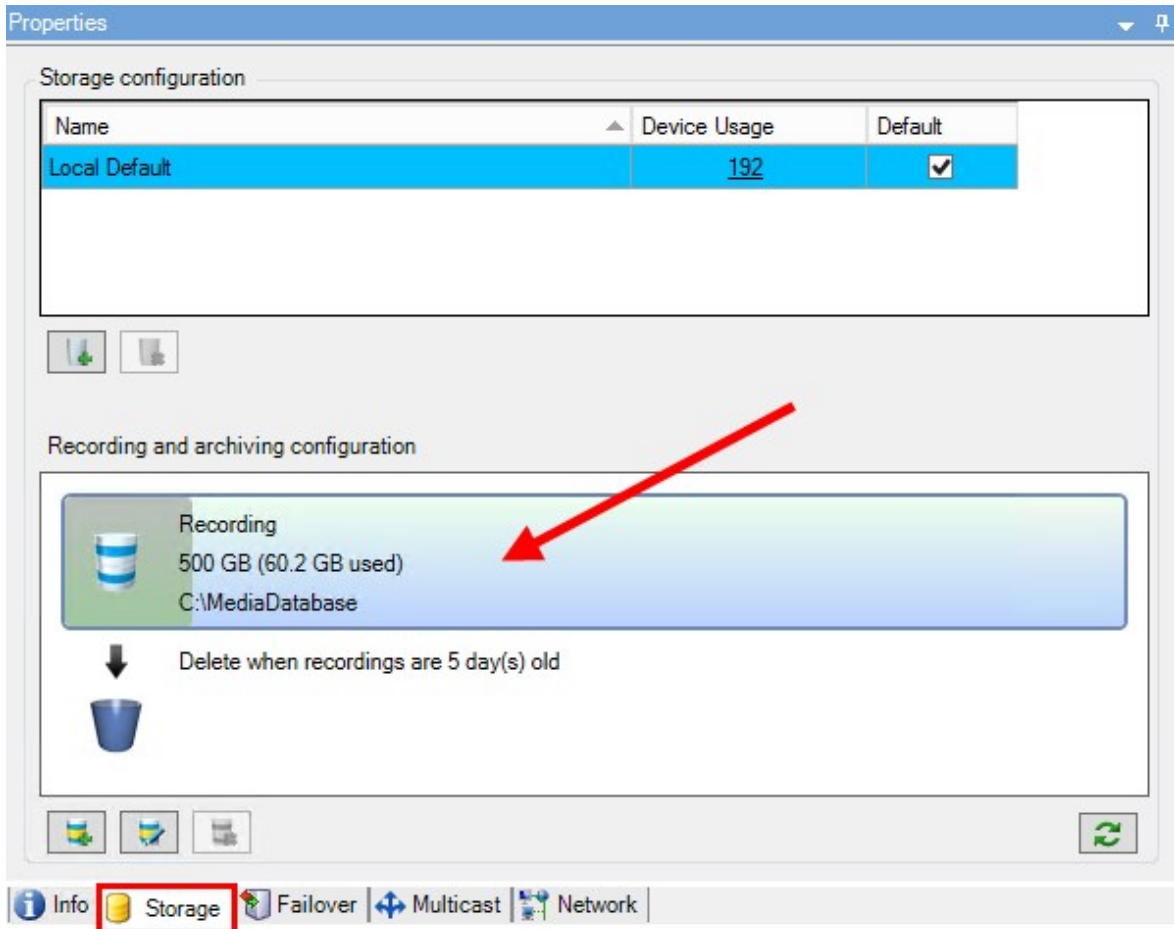 Properties
Storage configuration
Name Device Usage Default
Local Default 192
Recording and archiving configuration
Recording
500 GB (60.2 GB used)
C:\MediaDatabase
Delete when recordings are 5 day(s) old
Info Storage Failover Multicast Network